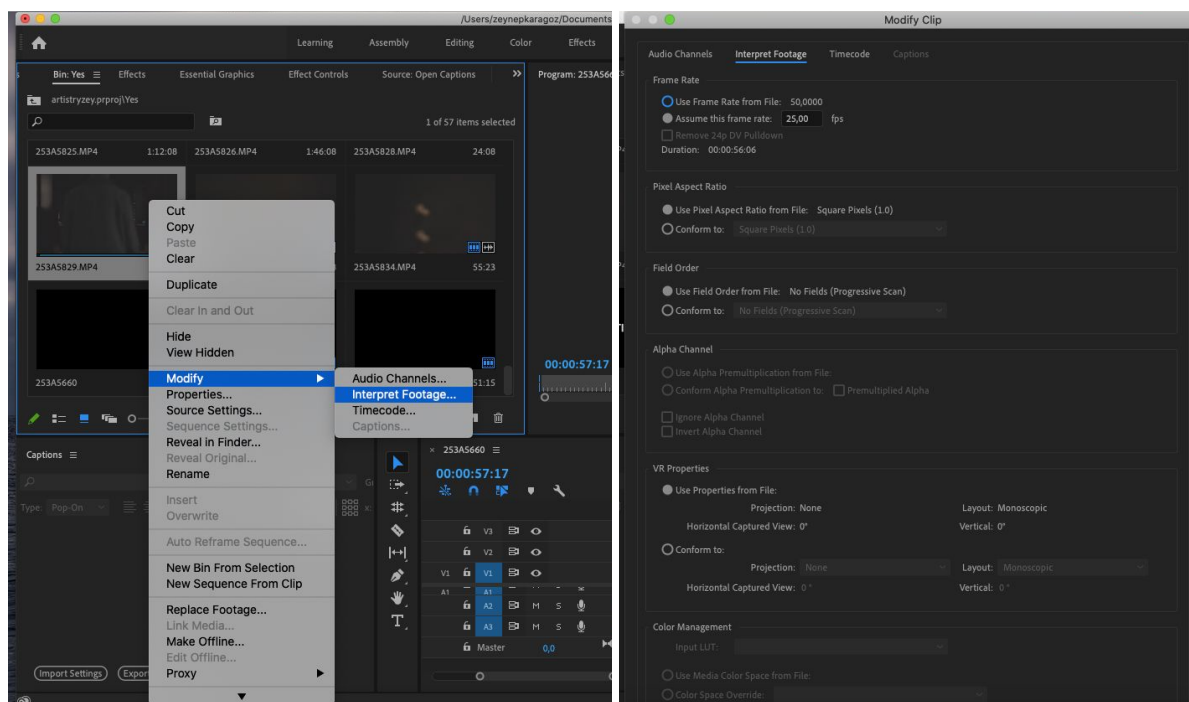 /Users/zeynepkaragoz/Documents
Learning Assembly Editing Color Effects
Bin: Yes Effects Essential Graphics Effect Controls Source: Open Captions Program: 253A566
artistryzey.prproj\Yes
1 of 57 items selected
253A5825.MP4 1:12:08 253A5826.MP4 1:46:08 253A5828.MP4 24:08
253A5829.MP4 253A5834.MP4 55:23
253A5660 51:15
Cut
Copy
Paste
Clear
Duplicate
Clear In and Out
Hide
View Hidden
Modify
Properties...
Source Settings...
Sequence Settings...
Reveal in Finder...
Reveal Original...
Rename
Insert
Overwrite
Auto Reframe Sequence...
New Bin From Selection
New Sequence From Clip
Replace Footage...
Link Media...
Make Offline...
Edit Offline...
Proxy
Audio Channels...
Interpret Footage...
Timecode...
Captions...
00:00:57:17
Captions
Type: Pop-On
Import Settings Expor
253A5660
00:00:57:17
V3
V2
V1 V1
A1 A1
A2 M S
A3 M S
Master 0,0
Modify Clip
Audio Channels Interpret Footage Timecode Captions
Frame Rate
Use Frame Rate from File: 50,0000
Assume this frame rate: 25,00 fps
Remove 24p DV Pulldown
Duration: 00:00:56:06
Pixel Aspect Ratio
Use Pixel Aspect Ratio from File: Square Pixels (1.0)
Conform to: Square Pixels (1.0)
Field Order
Use Field Order from File: No Fields (Progressive Scan)
Conform to: No Fields (Progressive Scan)
Alpha Channel
Use Alpha Premultiplication from File:
Conform Alpha Premultiplication to: Premultiplied Alpha
Ignore Alpha Channel
Invert Alpha Channel
VR Properties
Use Properties from File:
Projection: None Layout: Monoscopic
Horizontal Captured View: 0° Vertical: 0°
Conform to:
Projection: None Layout: Monoscopic
Horizontal Captured View: 0° Vertical: 0°
Color Management
Input LUT:
Use Media Color Space from File:
Color Space Override: